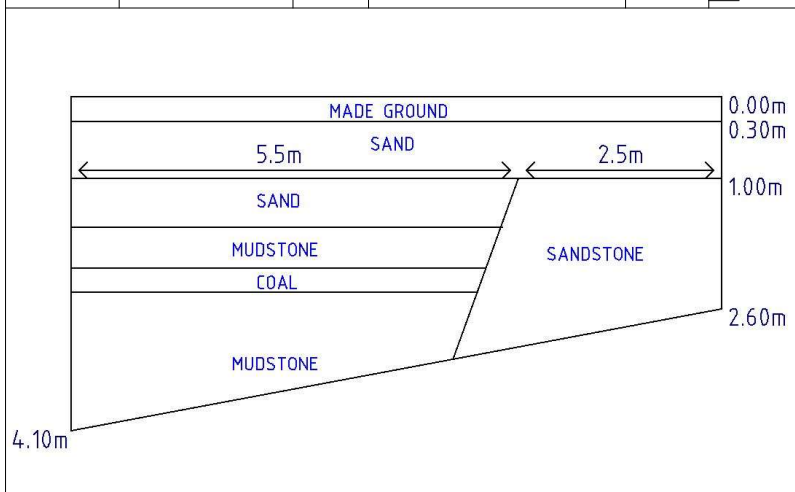 MADE GROUND
0.00m
0.30m
SAND
5.5m
2.5m
1.00m
SAND
MUDSTONE
SANDSTONE
COAL
2.60m
MUDSTONE
4.10m